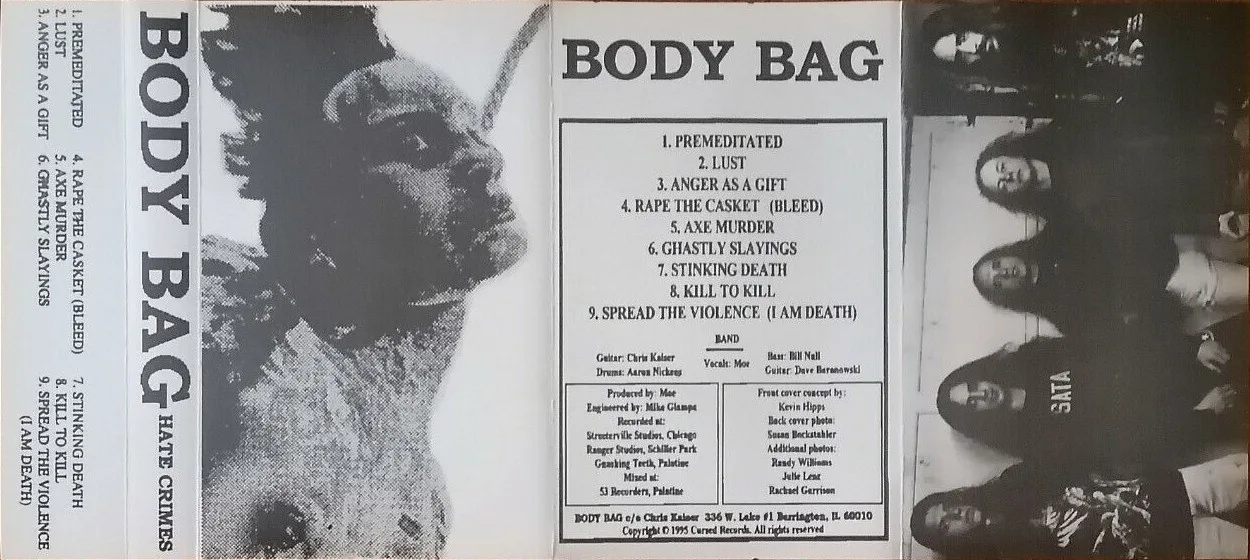 1. PREMEDITATED
2. LUST
3. ANGER AS A GIFT
4. RAPE THE CASKET (BLEED)
5. AXE MURDER
6. GHASTLY SLAYINGS
7. STINKING DEATH
8. KILL TO KILL
9. SPREAD THE VIOLENCE
(I AM DEATH)
BODY BAG HATE CRIMES
BODY BAG
1. PREMEDITATED
2. LUST
3. ANGER AS A GIFT
4. RAPE THE CASKET (BLEED)
5. AXE MURDER
6. GHASTLY SLAYINGS
7. STINKING DEATH
8. KILL TO KILL
9. SPREAD THE VIOLENCE (I AM DEATH)
BAND
Guitar: Chris Kaiser
Drums: Aaron Nickeas
Vocals: Moe
Bass: Bill Null
Guitar: Dave Baranowski
Produced by: Moe
Engineered by: Mike Giampa
Recorded at:
Streeterville Studios, Chicago
Ranger Studios, Schiller Park
Gnashing Teeth, Palatine
Mixed at:
53 Recorders, Palatine
Front cover concept by:
Kevin Hipps
Back cover photo:
Susan Bockstahler
Additional photos:
Randy Williams
Julie Lenz
Rachael Garrison
BODY BAG c/o Chris Kaiser 336 W. Lake #1 Barrington, IL 60010
Copyright © 1995 Cursed Records. All rights reserved